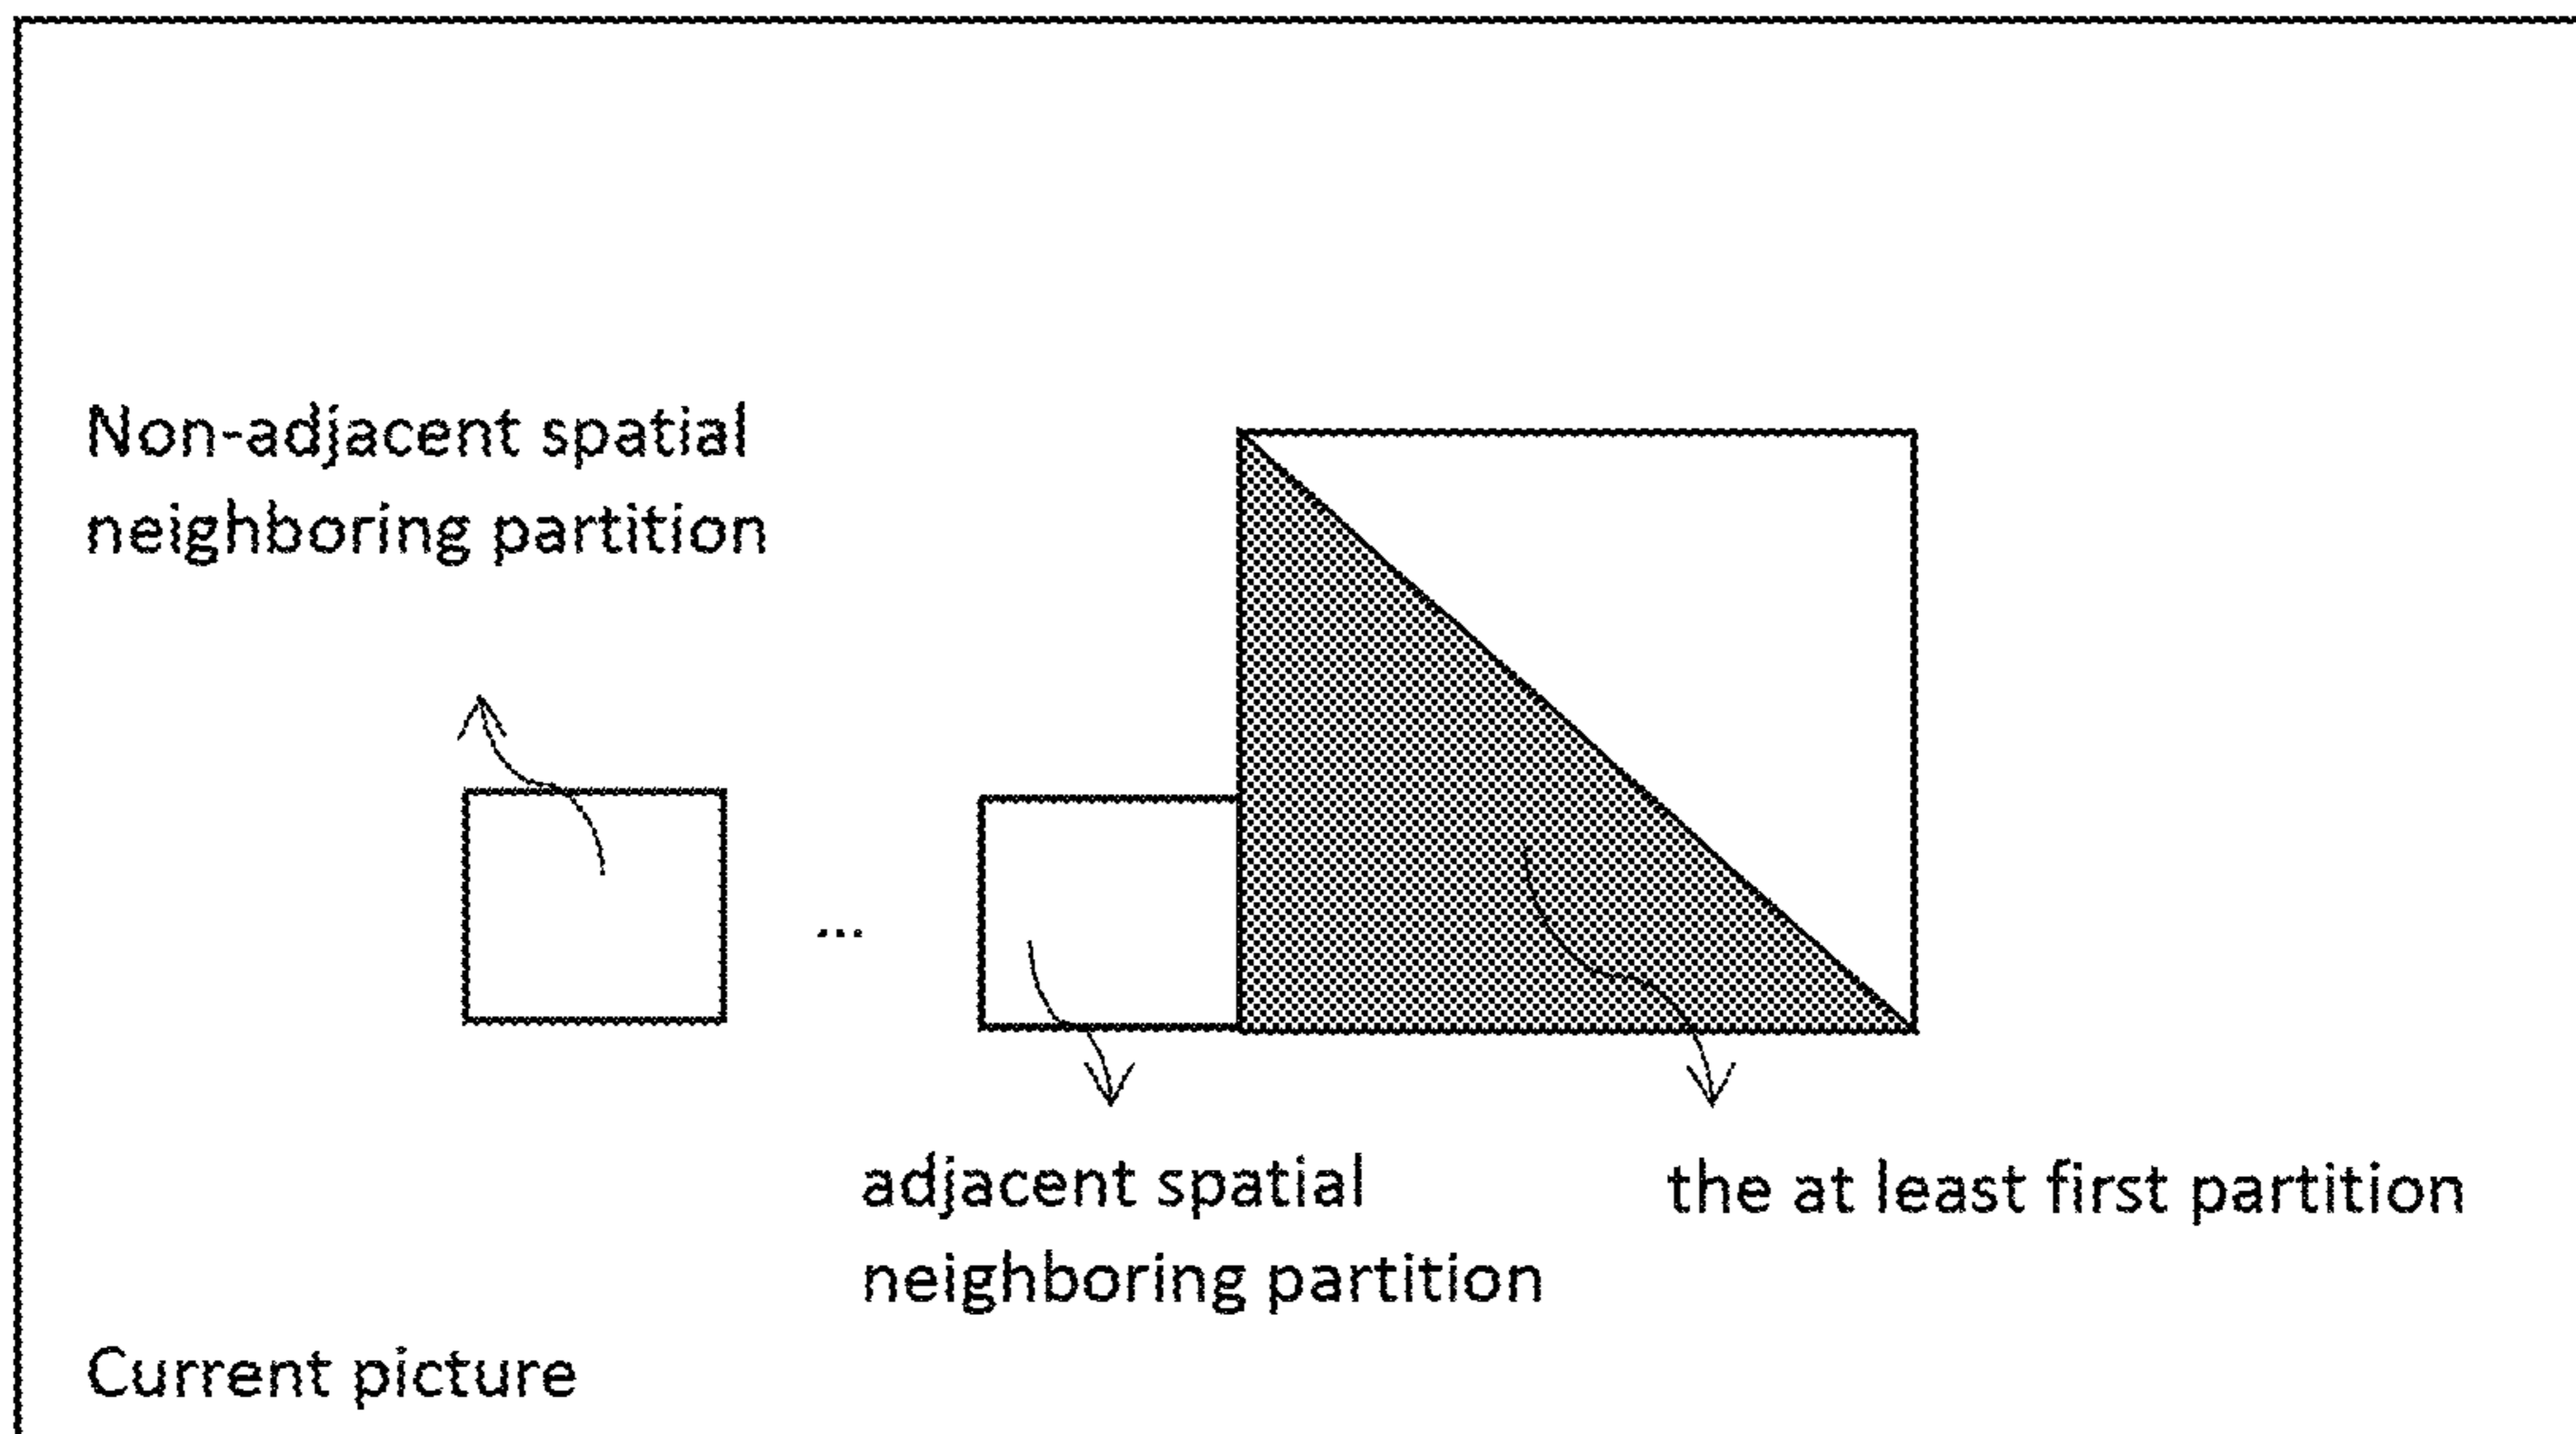 Non-adjacent spatial
neighboring partition
...
adjacent spatial
neighboring partition
the at least first partition
Current picture